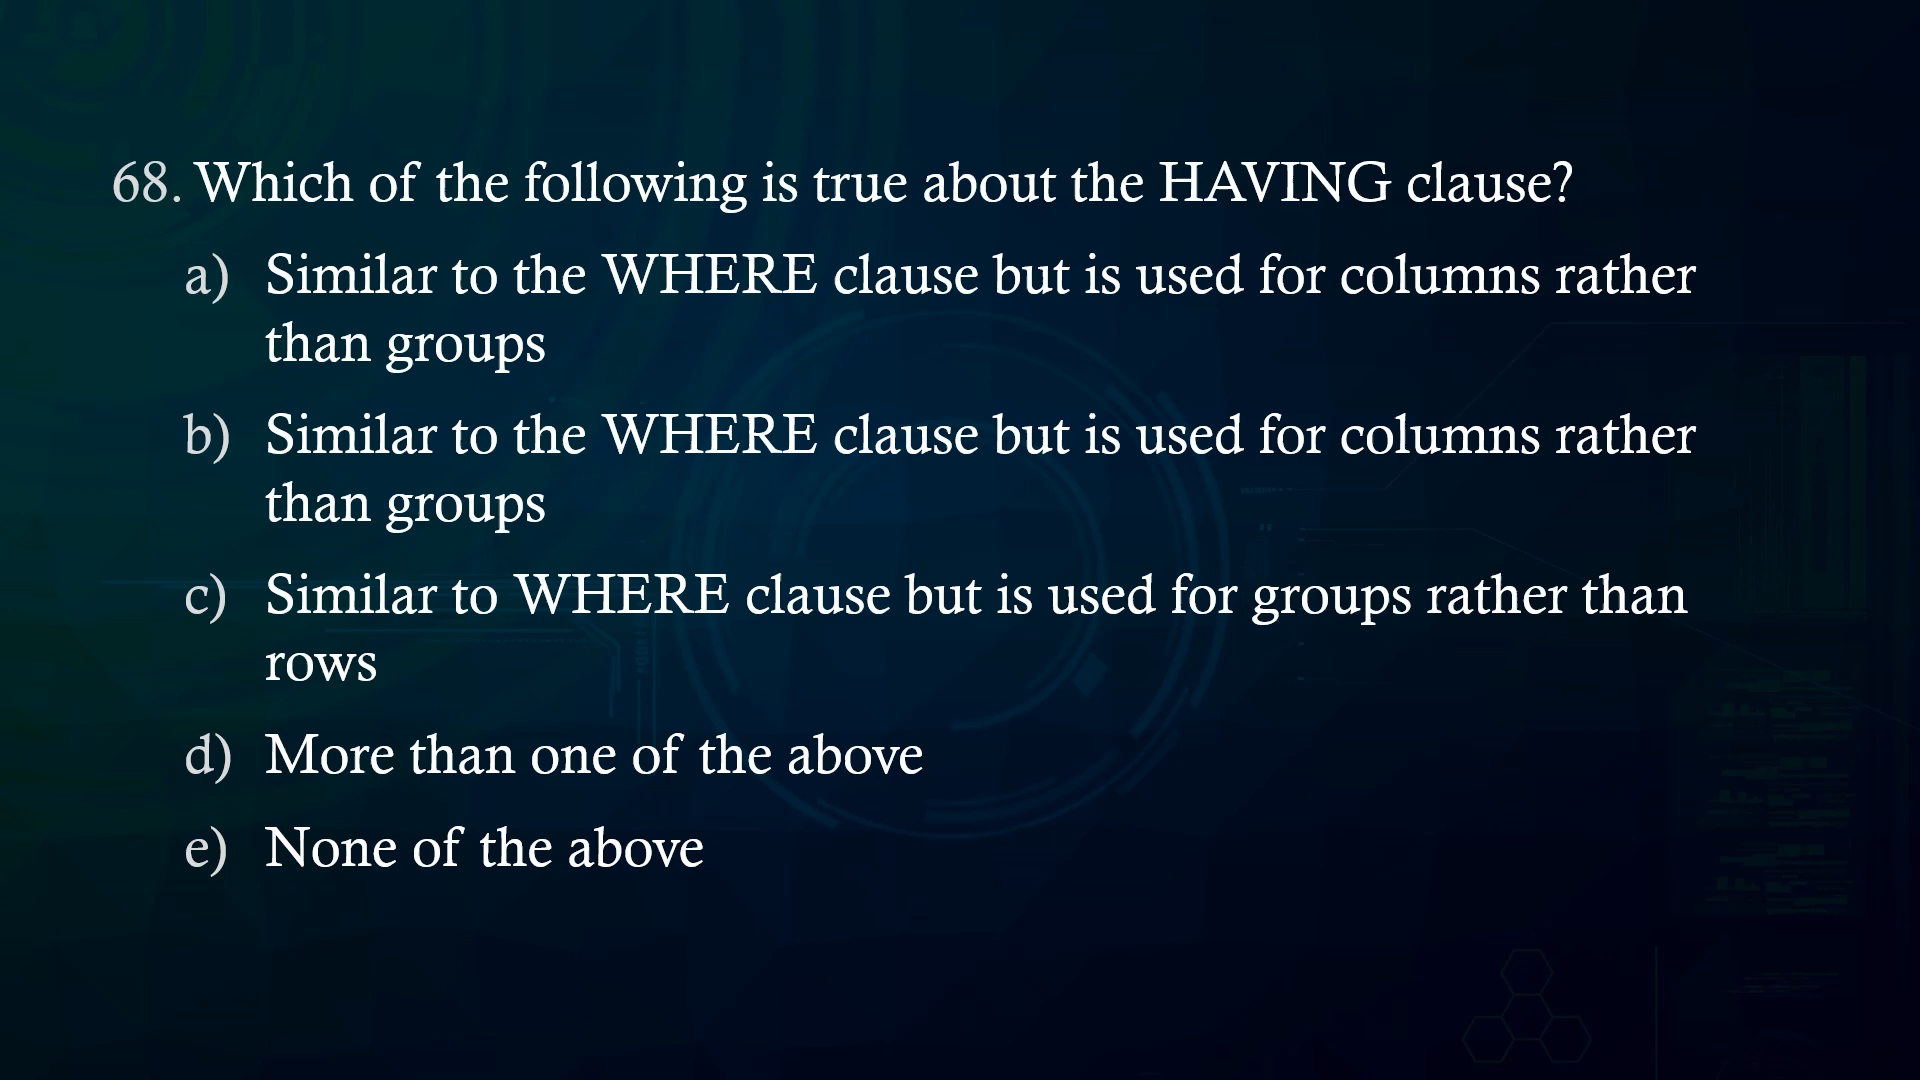 68. Which of the following is true about the HAVING clause?
a) Similar to the WHERE clause but is used for columns rather
than groups
b) Similar to the WHERE clause but is used for columns rather
than groups
c) Similar to WHERE clause but is used for groups rather than
rows
d) More than one of the above
e) None of the above